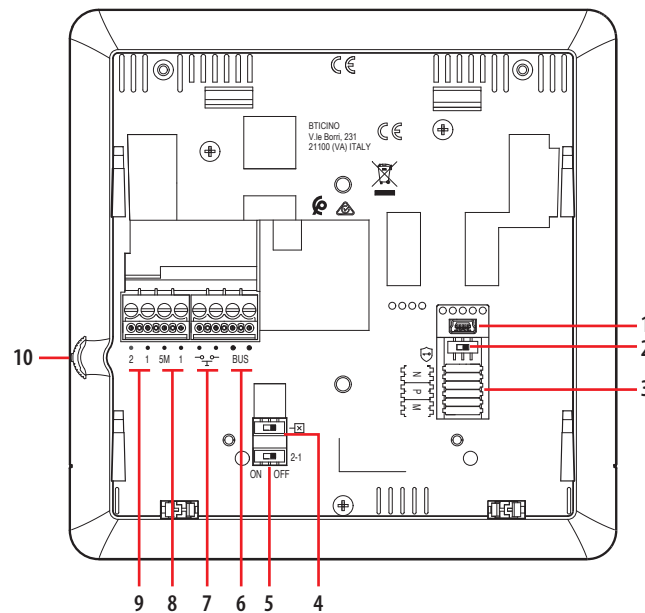 CE
BTICINO
V.le Borri, 231
21100 (VA) ITALY
CE
1
2
3
N
P
M
10
2 1 5M 1 BUS
4
2-1
ON OFF
9 8 7 6 5 4